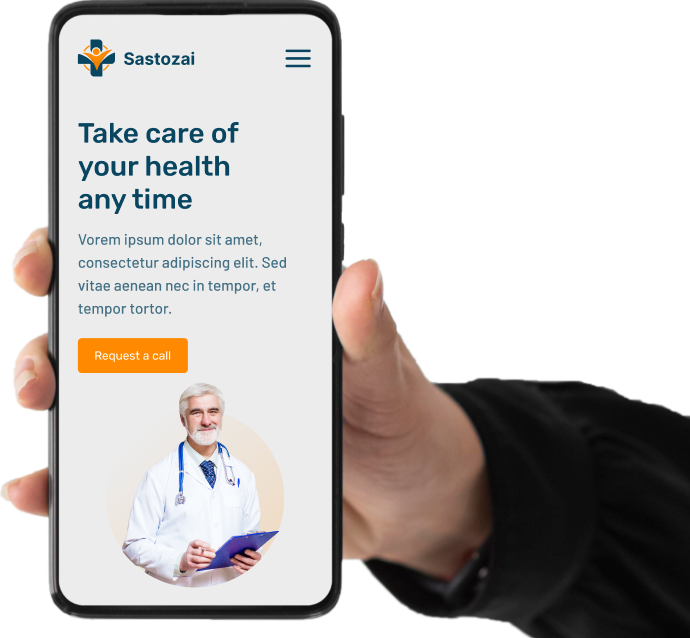 Sastozai
Take care of
your health
any time
Vorem ipsum dolor sit amet,
consectetur adipiscing elit. Sed
vitae aenean nec in tempor, et
tempor tortor.
Request a call